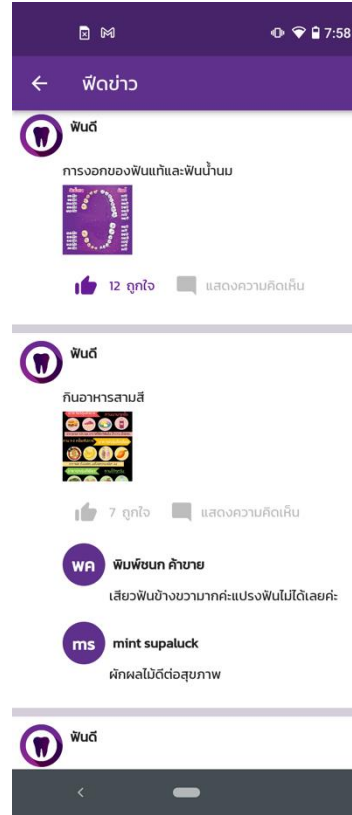 7:58
ฟีดข่าว
ฟันดี
การงอกของฟันแท้และฟันน้ำนม
12 ถูกใจ แสดงความคิดเห็น
ฟันดี
กินอาหารสามสี
7 ถูกใจ แสดงความคิดเห็น
พค พิมพ์ชนก ค้าขาย
เสียวฟันข้างขวามากค่ะแปรงฟันไม่ได้เลยค่ะ
ms mint supaluck
ผักผลไม้ดีต่อสุขภาพ
ฟันดี